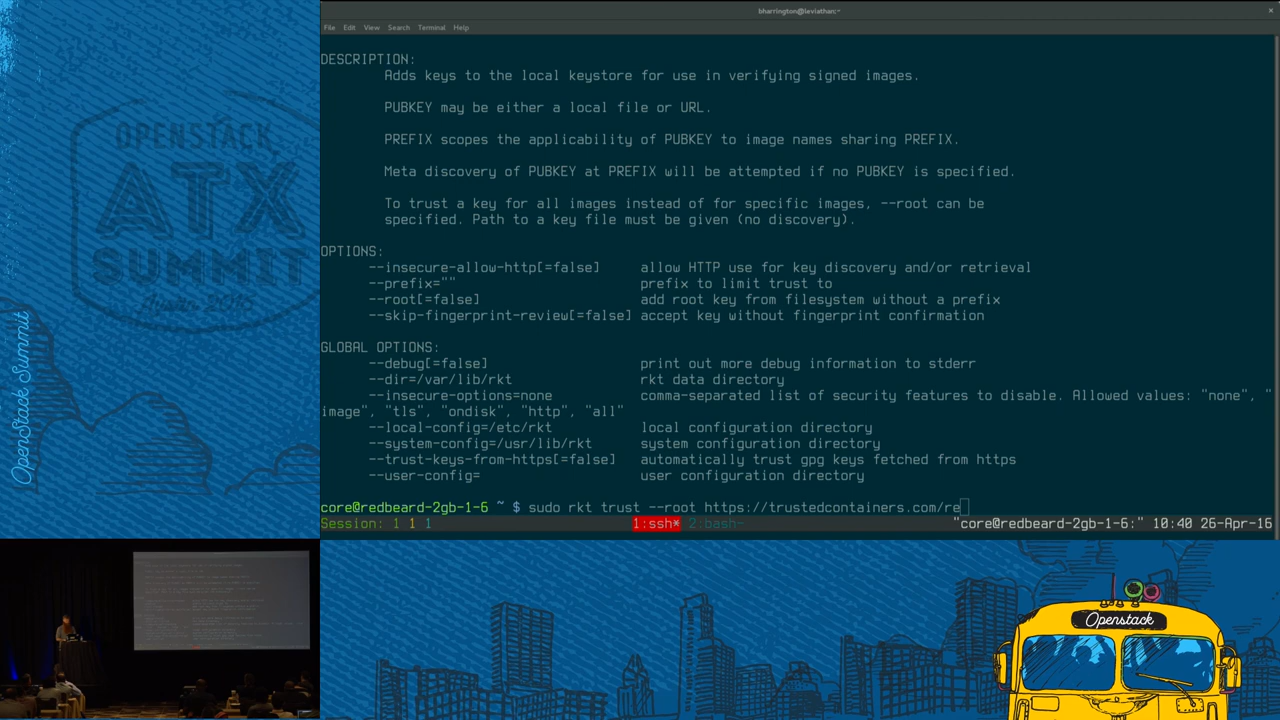 bharrington@leviathan:~
File Edit View Search Terminal Help
DESCRIPTION:
Adds keys to the local keystore for use in verifying signed images.
PUBKEY may be either a local file or URL.
PREFIX scopes the applicability of PUBKEY to image names sharing PREFIX.
Meta discovery of PUBKEY at PREFIX will be attempted if no PUBKEY is specified.
To trust a key for all images instead of for specific images, --root can be
specified. Path to a key file must be given (no discovery).
OPTIONS:
--insecure-allow-http[=false] allow HTTP use for key discovery and/or retrieval
--prefix="" prefix to limit trust to
--root[=false] add root key from filesystem without a prefix
--skip-fingerprint-review[=false] accept key without fingerprint confirmation
GLOBAL OPTIONS:
--debug[=false] print out more debug information to stderr
--dir=/var/lib/rkt rkt data directory
--insecure-options=none comma-separated list of security features to disable. Allowed values: "none", "
image", "tls", "ondisk", "http", "all"
--local-config=/etc/rkt local configuration directory
--system-config=/usr/lib/rkt system configuration directory
--trust-keys-from-https[=false] automatically trust gpg keys fetched from https
--user-config= user configuration directory
core@redbeard-2gb-1-6 ~ $ sudo rkt trust --root https://trustedcontainers.com/re
Session: 1 1 1 1:ssh* 2:bash- "core@redbeard-2gb-1-6:" 10:40 26-Apr-16
OPENSTACK
ATX
SUMMIT
OpenStack Summit
Openstack